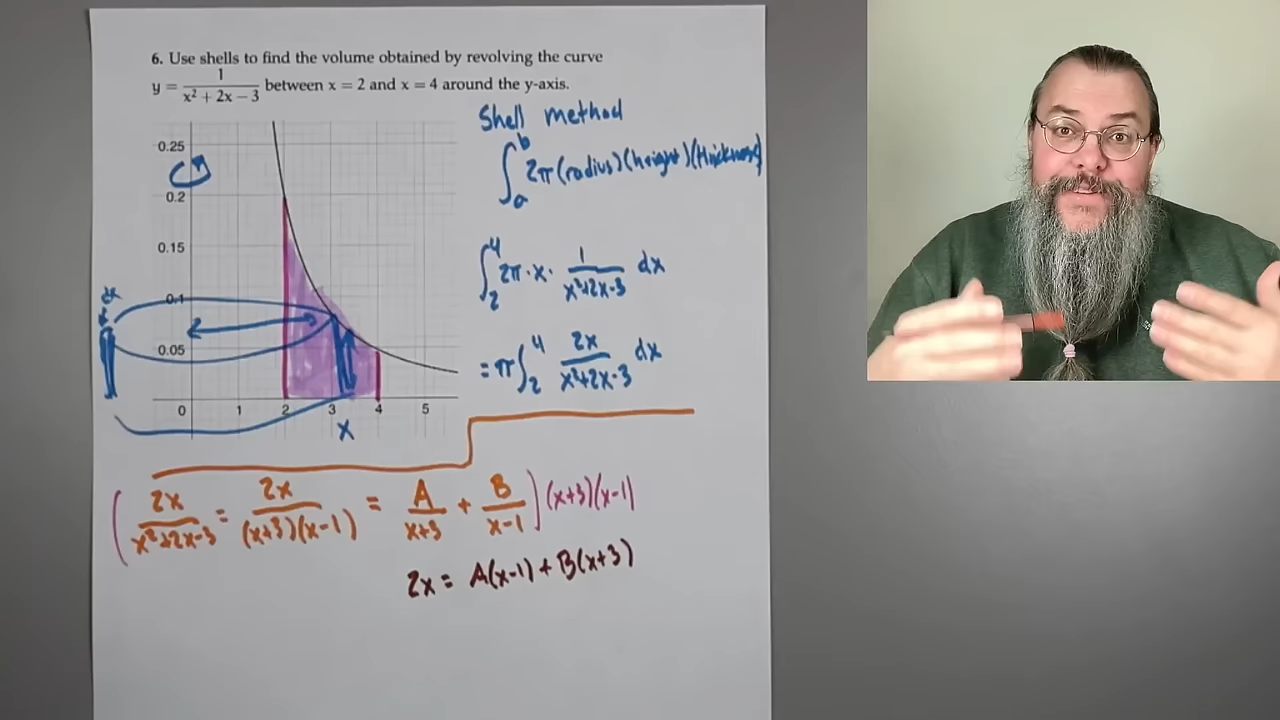 6. Use shells to find the volume obtained by revolving the curve
y = 1/(x² + 2x − 3) between x = 2 and x = 4 around the y-axis.
Shell method
∫_a^b 2π(radius)(height)(thickness)
0.25
0.2
0.15
0.1
0.05
0 1 2 3 4 5
dx
x
∫_2^4 2π·x· 1/(x²+2x-3) dx
= π∫_2^4 2x/(x²+2x-3) dx
( 2x/(x²+2x-3) = 2x/((x+3)(x-1)) = A/(x+3) + B/(x-1) ) (x+3)(x-1)
2x = A(x-1) + B(x+3)